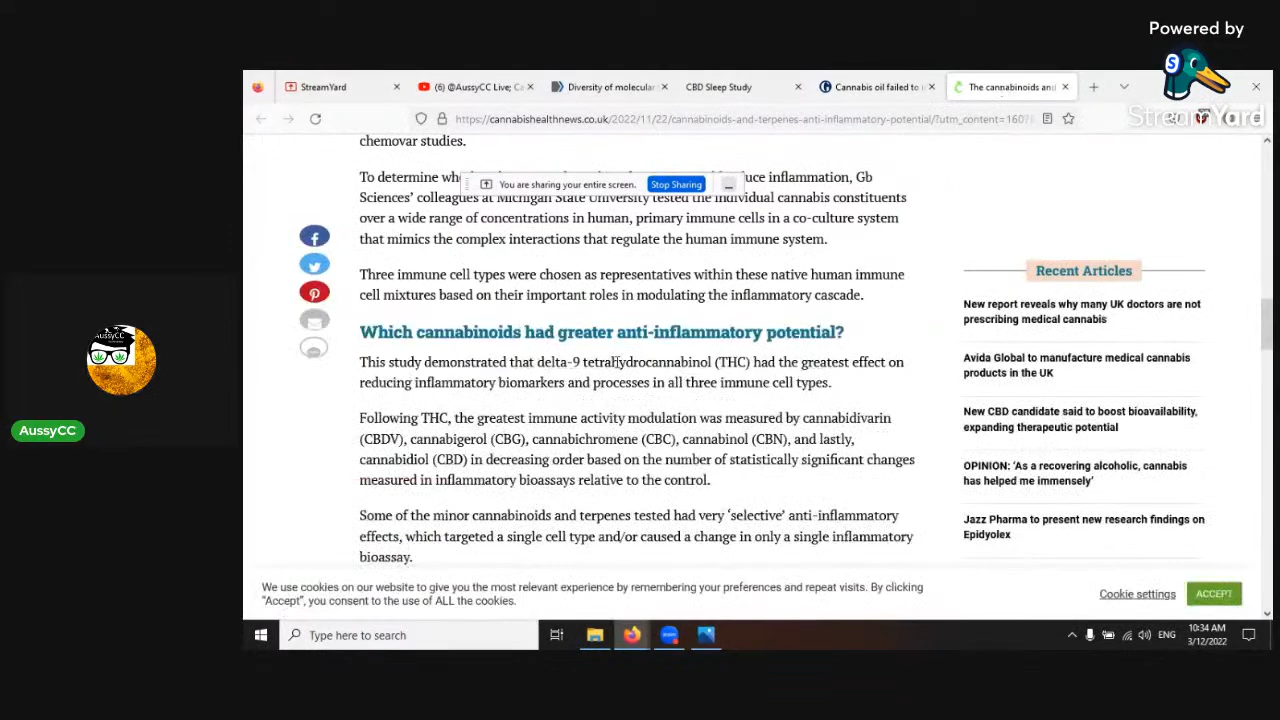 Powered by
StreamYard
StreamYard
(6) @AussyCC Live; Ca
Diversity of molecular
CBD Sleep Study
Cannabis oil failed to i
The cannabinoids and
https://cannabishealthnews.co.uk/2022/11/22/cannabinoids-and-terpenes-anti-inflammatory-potential/?utm_content=1607
chemovar studies.
To determine uce inflammation, Gb
You are sharing your entire screen.
Stop Sharing
Sciences' colleagues at Michigan State University tested the individual cannabis constituents
over a wide range of concentrations in human, primary immune cells in a co-culture system
that mimics the complex interactions that regulate the human immune system.
Three immune cell types were chosen as representatives within these native human immune
cell mixtures based on their important roles in modulating the inflammatory cascade.
Which cannabinoids had greater anti-inflammatory potential?
This study demonstrated that delta-9 tetrahydrocannabinol (THC) had the greatest effect on
reducing inflammatory biomarkers and processes in all three immune cell types.
Following THC, the greatest immune activity modulation was measured by cannabidivarin
(CBDV), cannabigerol (CBG), cannabichromene (CBC), cannabinol (CBN), and lastly,
cannabidiol (CBD) in decreasing order based on the number of statistically significant changes
measured in inflammatory bioassays relative to the control.
Some of the minor cannabinoids and terpenes tested had very 'selective' anti-inflammatory
effects, which targeted a single cell type and/or caused a change in only a single inflammatory
bioassay.
Recent Articles
New report reveals why many UK doctors are not
prescribing medical cannabis
Avida Global to manufacture medical cannabis
products in the UK
New CBD candidate said to boost bioavailability,
expanding therapeutic potential
OPINION: 'As a recovering alcoholic, cannabis
has helped me immensely'
Jazz Pharma to present new research findings on
Epidyolex
AussyCC
AussyCC
We use cookies on our website to give you the most relevant experience by remembering your preferences and repeat visits. By clicking
"Accept", you consent to the use of ALL the cookies.
Cookie settings
ACCEPT
Type here to search
ENG
10:34 AM
3/12/2022